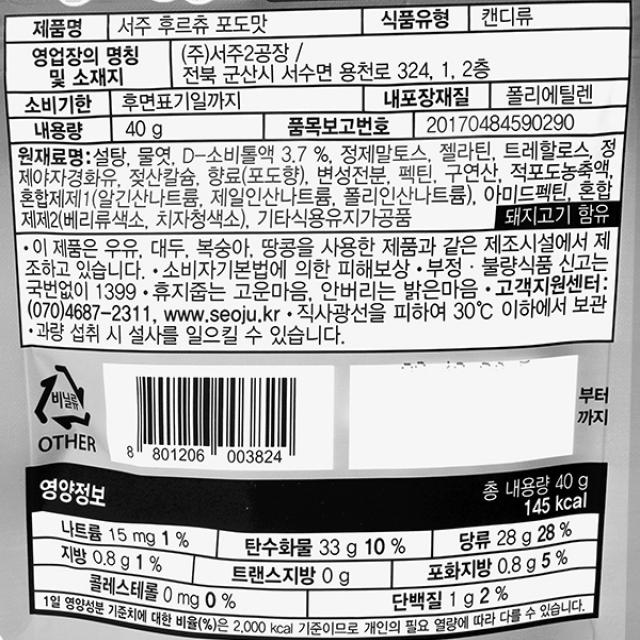 제품명 서주 후르츄 포도맛 식품유형 캔디류
영업장의 명칭 및 소재지 (주)서주2공장 /
전북 군산시 서수면 용천로 324, 1, 2층
소비기한 후면표기일까지 내포장재질 폴리에틸렌
내용량 40 g 품목보고번호 20170484590290
원재료명:설탕, 물엿, D-소비톨액 3.7 %, 정제말토스, 젤라틴, 트레할로스, 정
제야자경화유, 젖산칼슘, 향료(포도향), 변성전분, 펙틴, 구연산, 적포도농축액,
혼합제제1(알긴산나트륨, 제일인산나트륨, 폴리인산나트륨), 아미드펙틴, 혼합
제제2(베리류색소, 치자청색소), 기타식용유지가공품 돼지고기 함유
•이 제품은 우유, 대두, 복숭아, 땅콩을 사용한 제품과 같은 제조시설에서 제
조하고 있습니다. •소비자기본법에 의한 피해보상 •부정 · 불량식품 신고는
국번없이 1399 •휴지줍는 고운마음, 안버리는 밝은마음 •고객지원센터:
(070)4687-2311, www.seoju.kr •직사광선을 피하여 30℃ 이하에서 보관
•과량 섭취 시 설사를 일으킬 수 있습니다.
비닐류
OTHER
8 801206 003824
부터
까지
영양정보 총 내용량 40 g
145 kcal
나트륨 15 mg 1 % 탄수화물 33 g 10 % 당류 28 g 28 %
지방 0.8 g 1 % 트랜스지방 0 g 포화지방 0.8 g 5 %
콜레스테롤 0 mg 0 % 단백질 1 g 2 %
1일 영양성분 기준치에 대한 비율(%)은 2,000 kcal 기준이므로 개인의 필요 열량에 따라 다를 수 있습니다.